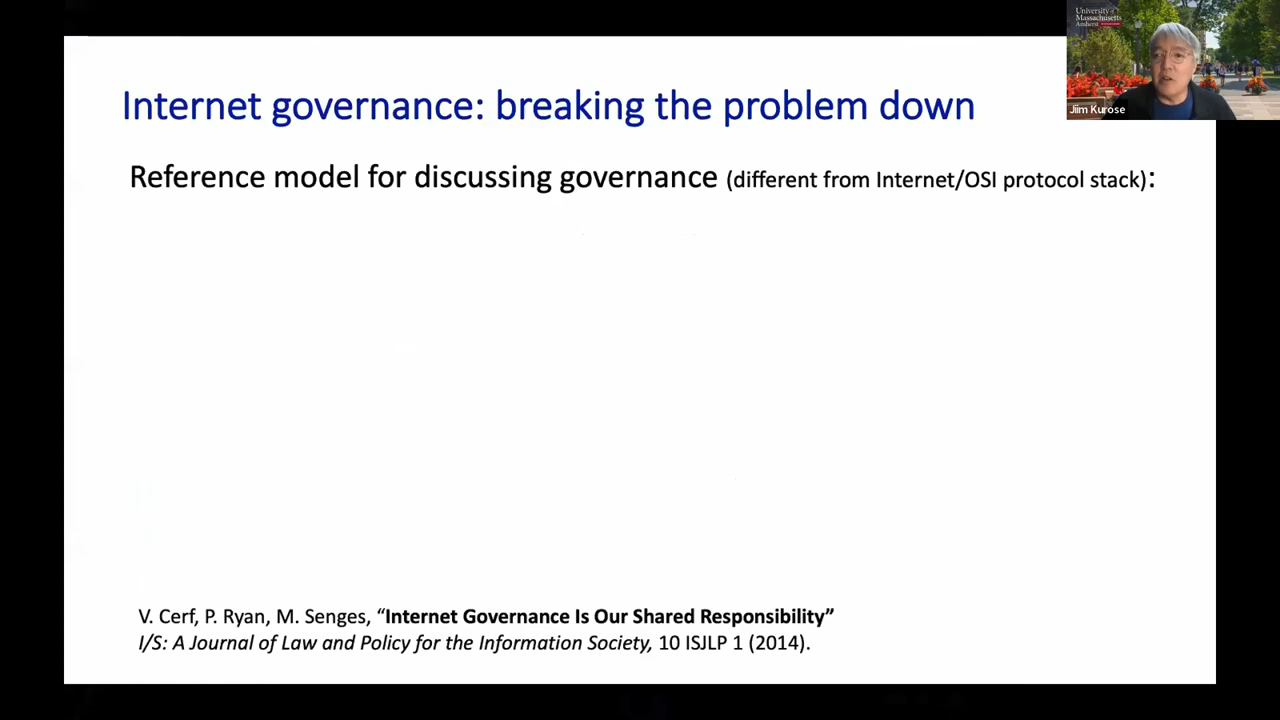 University of
Massachusetts
Amherst
Jiim Kurose
Internet governance: breaking the problem down
Reference model for discussing governance (different from Internet/OSI protocol stack):
V. Cerf, P. Ryan, M. Senges, “Internet Governance Is Our Shared Responsibility”
I/S: A Journal of Law and Policy for the Information Society, 10 ISJLP 1 (2014).